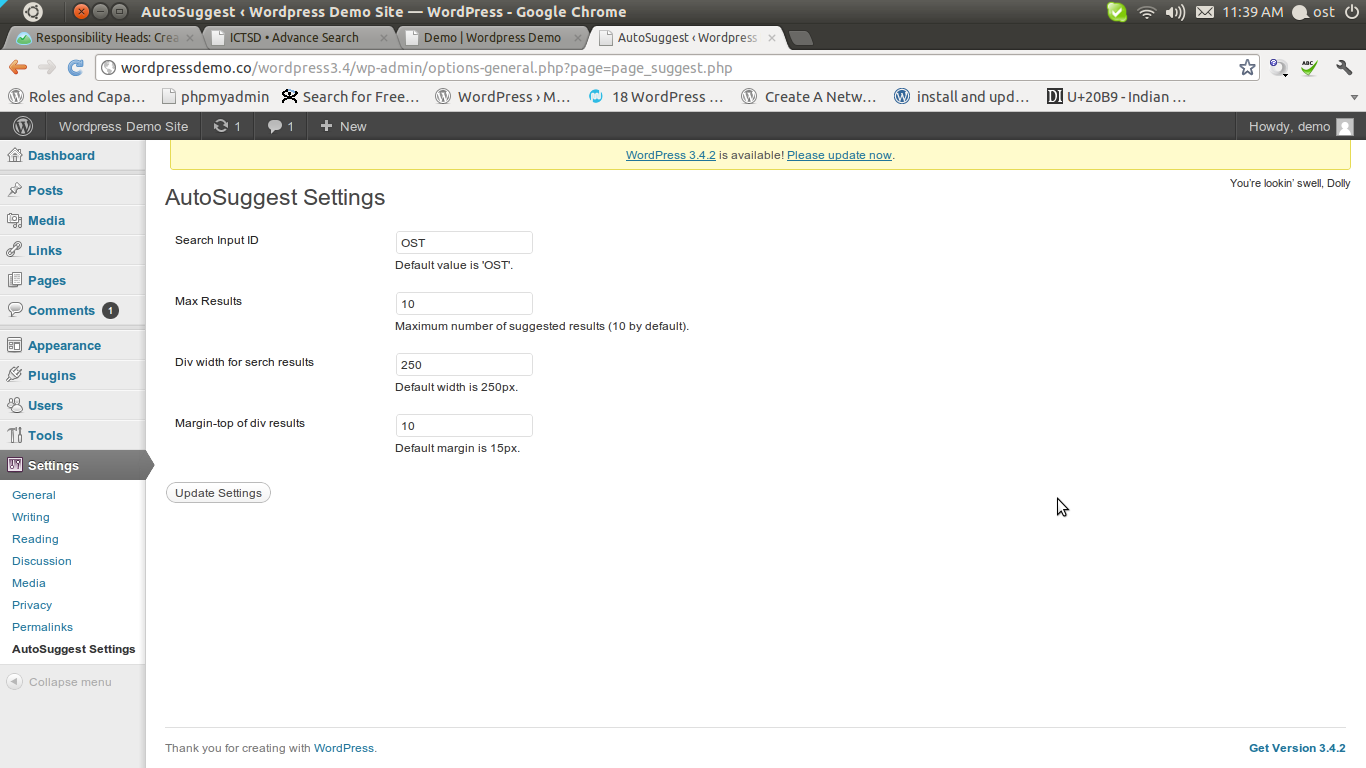 AutoSuggest ‹ Wordpress Demo Site — WordPress - Google Chrome
11:39 AM ost
Responsibility Heads: Crea
ICTSD • Advance Search
Demo | Wordpress Demo
AutoSuggest ‹ Wordpress
wordpressdemo.co/wordpress3.4/wp-admin/options-general.php?page=page_suggest.php
ABC
Roles and Capa... phpmyadmin Search for Free... WordPress › M... 18 WordPress ... Create A Netw... install and upd... DI U+20B9 - Indian ...
Wordpress Demo Site 1 1 + New Howdy, demo
WordPress 3.4.2 is available! Please update now.
You're lookin' swell, Dolly
Dashboard
Posts
Media
Links
Pages
Comments 1
Appearance
Plugins
Users
Tools
Settings
General
Writing
Reading
Discussion
Media
Privacy
Permalinks
AutoSuggest Settings
Collapse menu
AutoSuggest Settings
Search Input ID OST
Default value is 'OST'.
Max Results 10
Maximum number of suggested results (10 by default).
Div width for serch results 250
Default width is 250px.
Margin-top of div results 10
Default margin is 15px.
Update Settings
Thank you for creating with WordPress.
Get Version 3.4.2